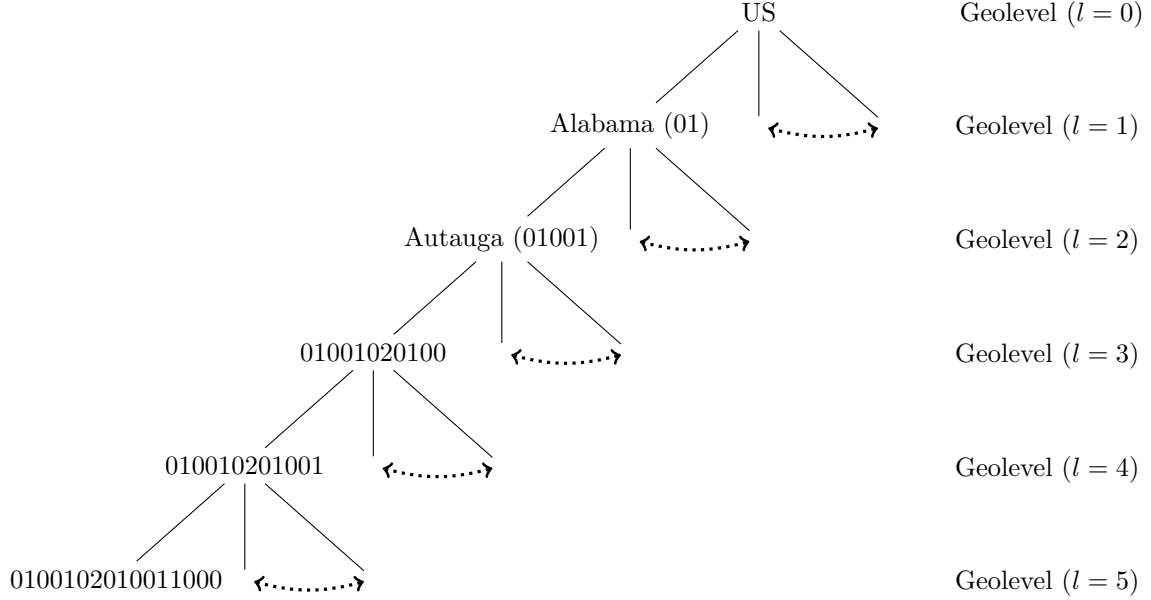 US Geolevel (l = 0)
Alabama (01) Geolevel (l = 1)
Autauga (01001) Geolevel (l = 2)
01001020100 Geolevel (l = 3)
010010201001 Geolevel (l = 4)
0100102010011000 Geolevel (l = 5)